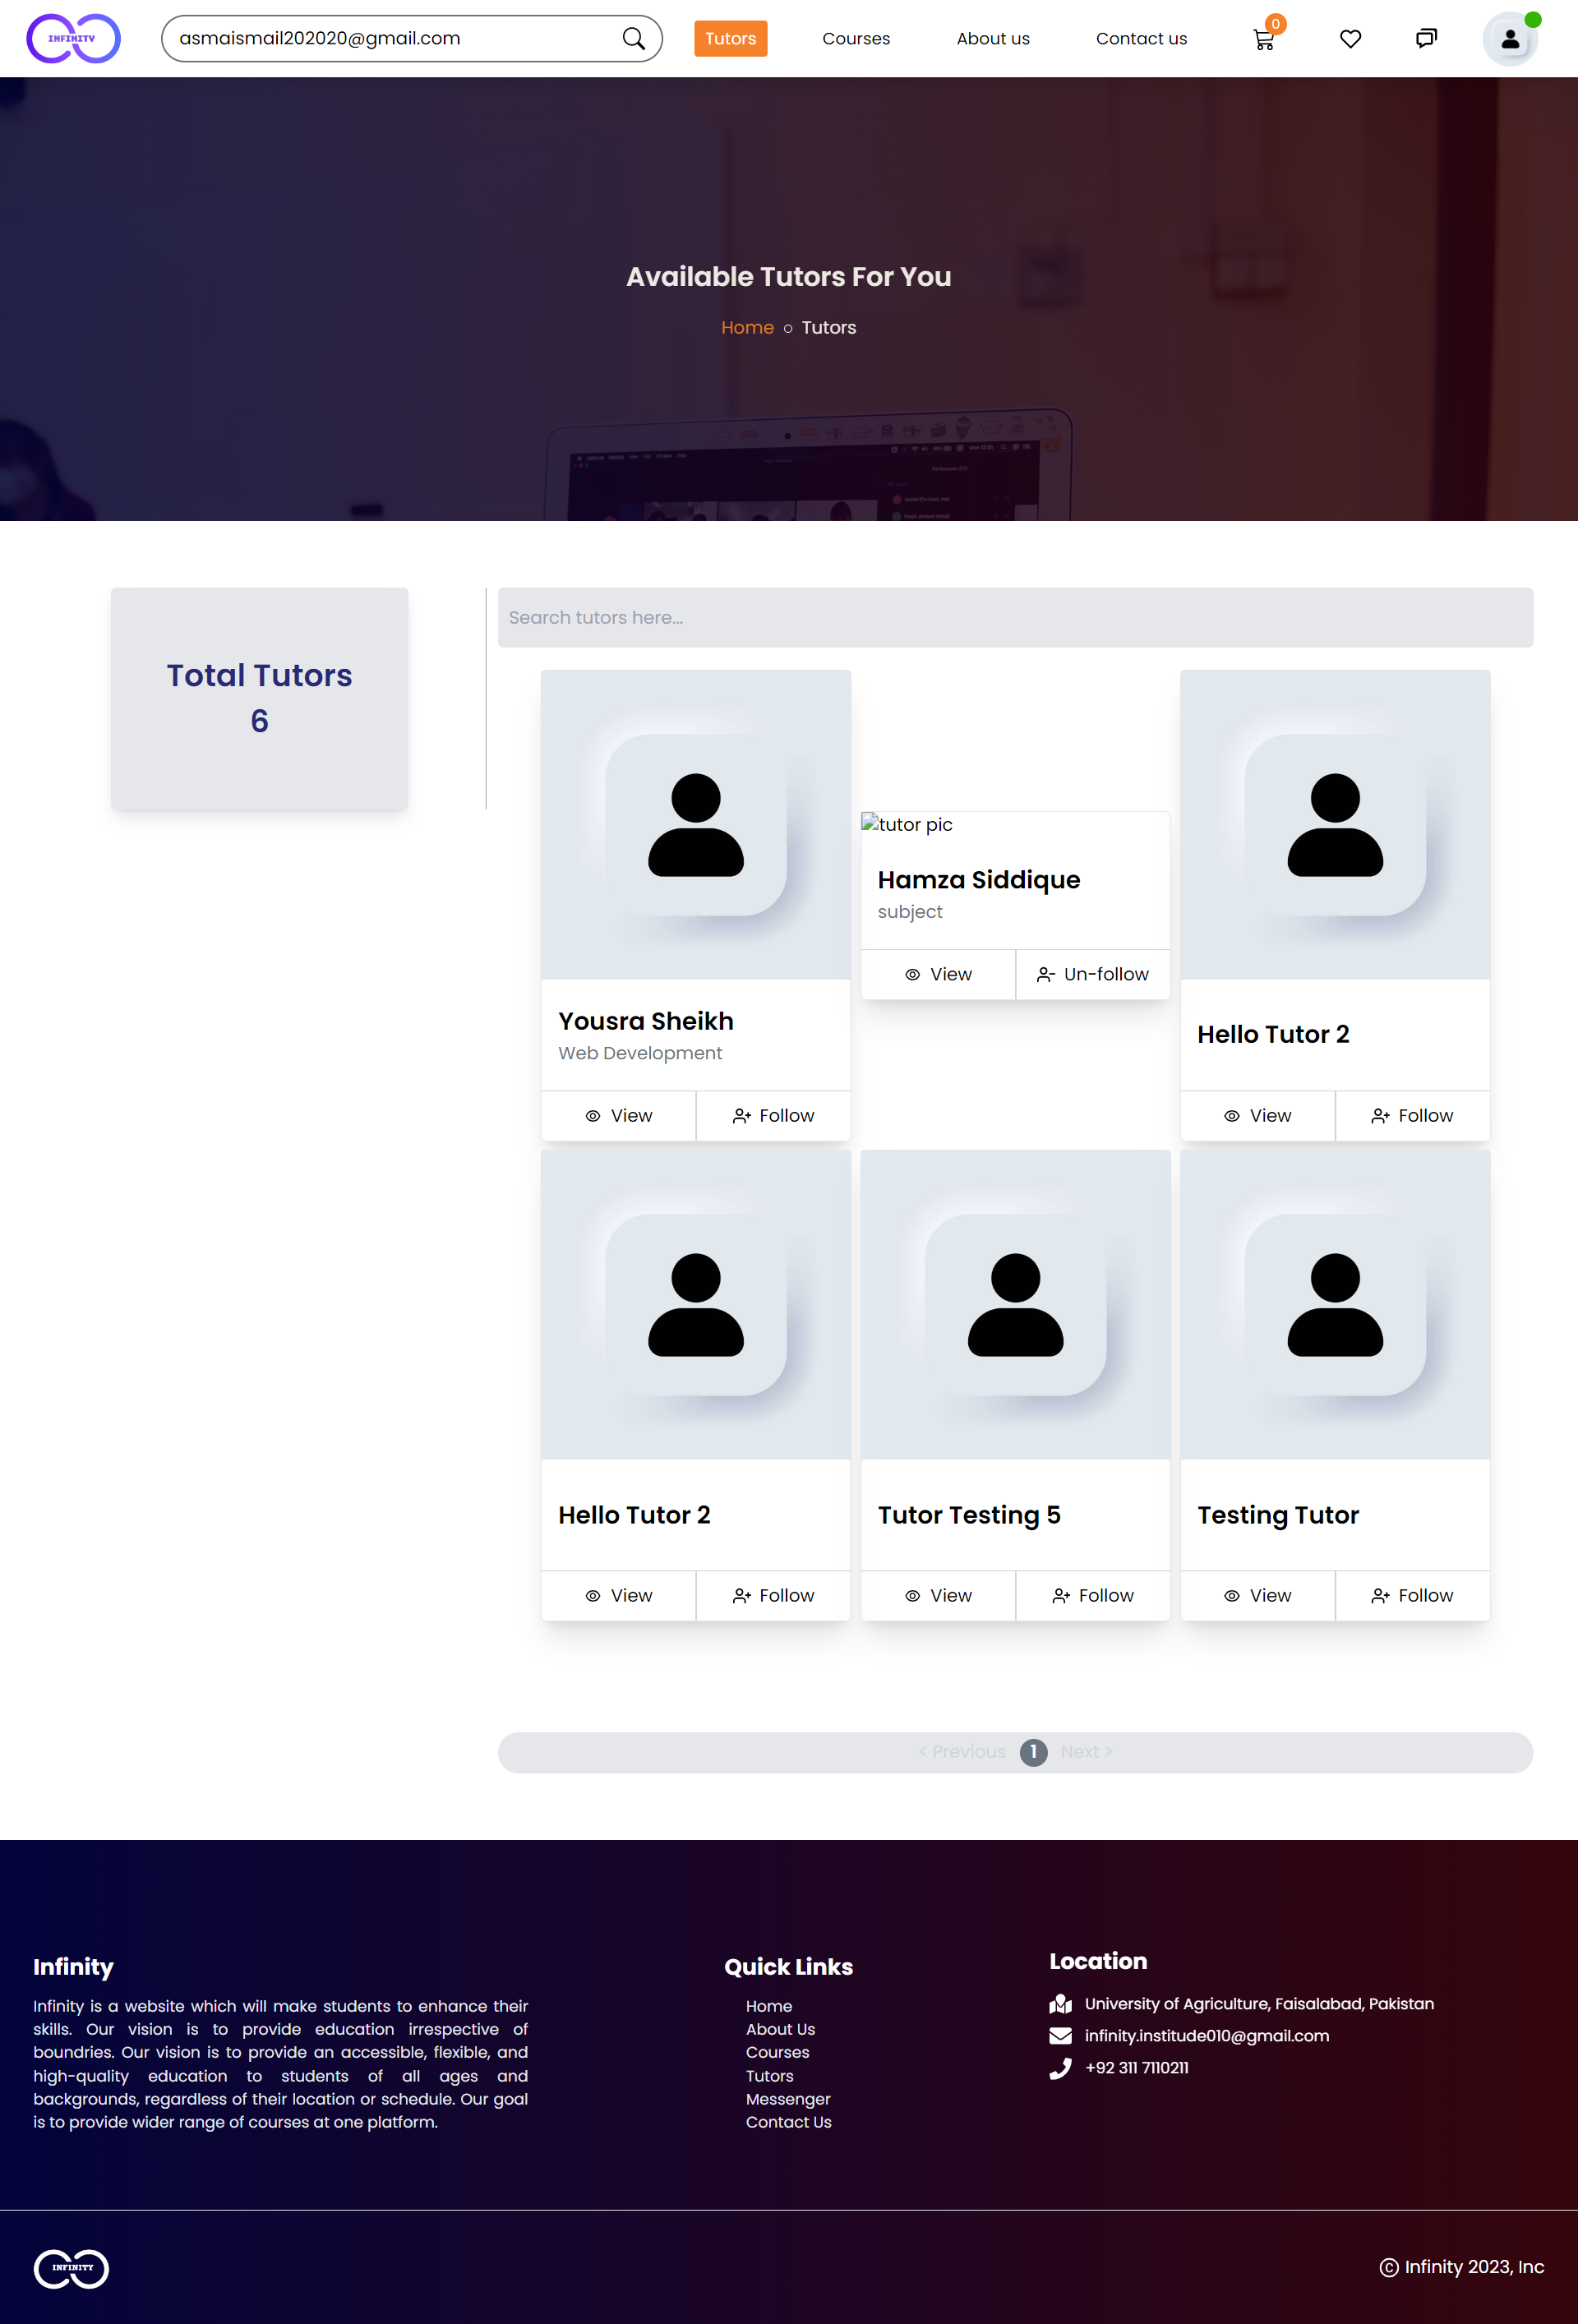 INFINITY
asmaismail202020@gmail.com
Tutors
Courses
About us
Contact us
0
Available Tutors For You
Home ○ Tutors
Total Tutors
6
Search tutors here...
Yousra Sheikh
Web Development
View
Follow
tutor pic
Hamza Siddique
subject
View
Un-follow
Hello Tutor 2
View
Follow
Hello Tutor 2
View
Follow
Tutor Testing 5
View
Follow
Testing Tutor
View
Follow
< Previous 1 Next >
Infinity
Infinity is a website which will make students to enhance their
skills. Our vision is to provide education irrespective of
boundries. Our vision is to provide an accessible, flexible, and
high-quality education to students of all ages and
backgrounds, regardless of their location or schedule. Our goal
is to provide wider range of courses at one platform.
Quick Links
Home
About Us
Courses
Tutors
Messenger
Contact Us
Location
University of Agriculture, Faisalabad, Pakistan
infinity.institude010@gmail.com
+92 311 7110211
INFINITY
© Infinity 2023, Inc